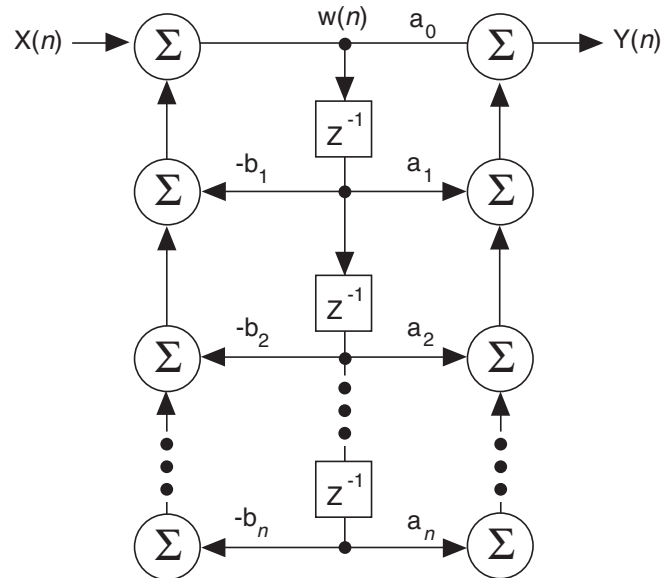 X(n) Σ w(n) a₀ Σ Y(n)
Z⁻¹
Σ -b₁ a₁ Σ
Z⁻¹
Σ -b₂ a₂ Σ
Z⁻¹
Σ -bₙ aₙ Σ